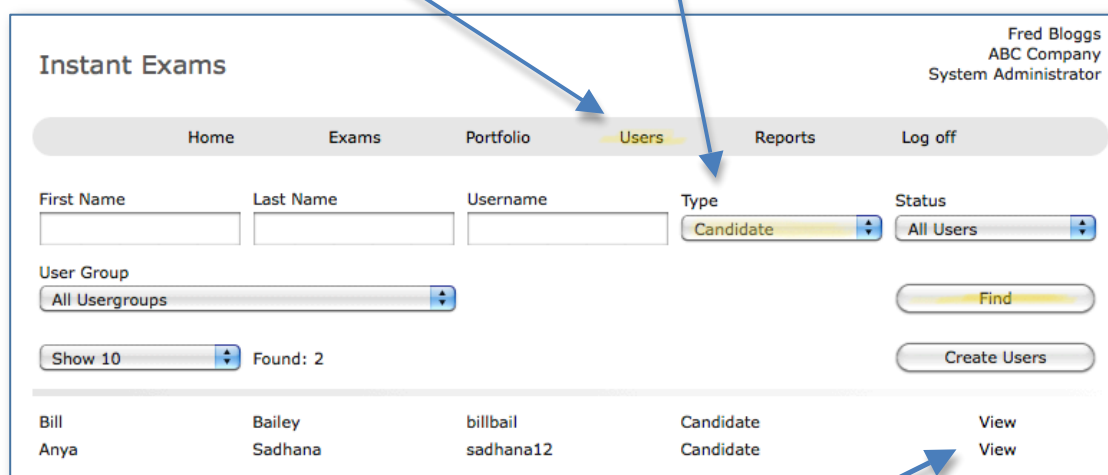 Fred Bloggs
ABC Company
System Administrator
Instant Exams
Home Exams Portfolio Users Reports Log off
First Name Last Name Username Type Status
Candidate All Users
User Group
All Usergroups Find
Show 10 Found: 2 Create Users
Bill Bailey billbail Candidate View
Anya Sadhana sadhana12 Candidate View